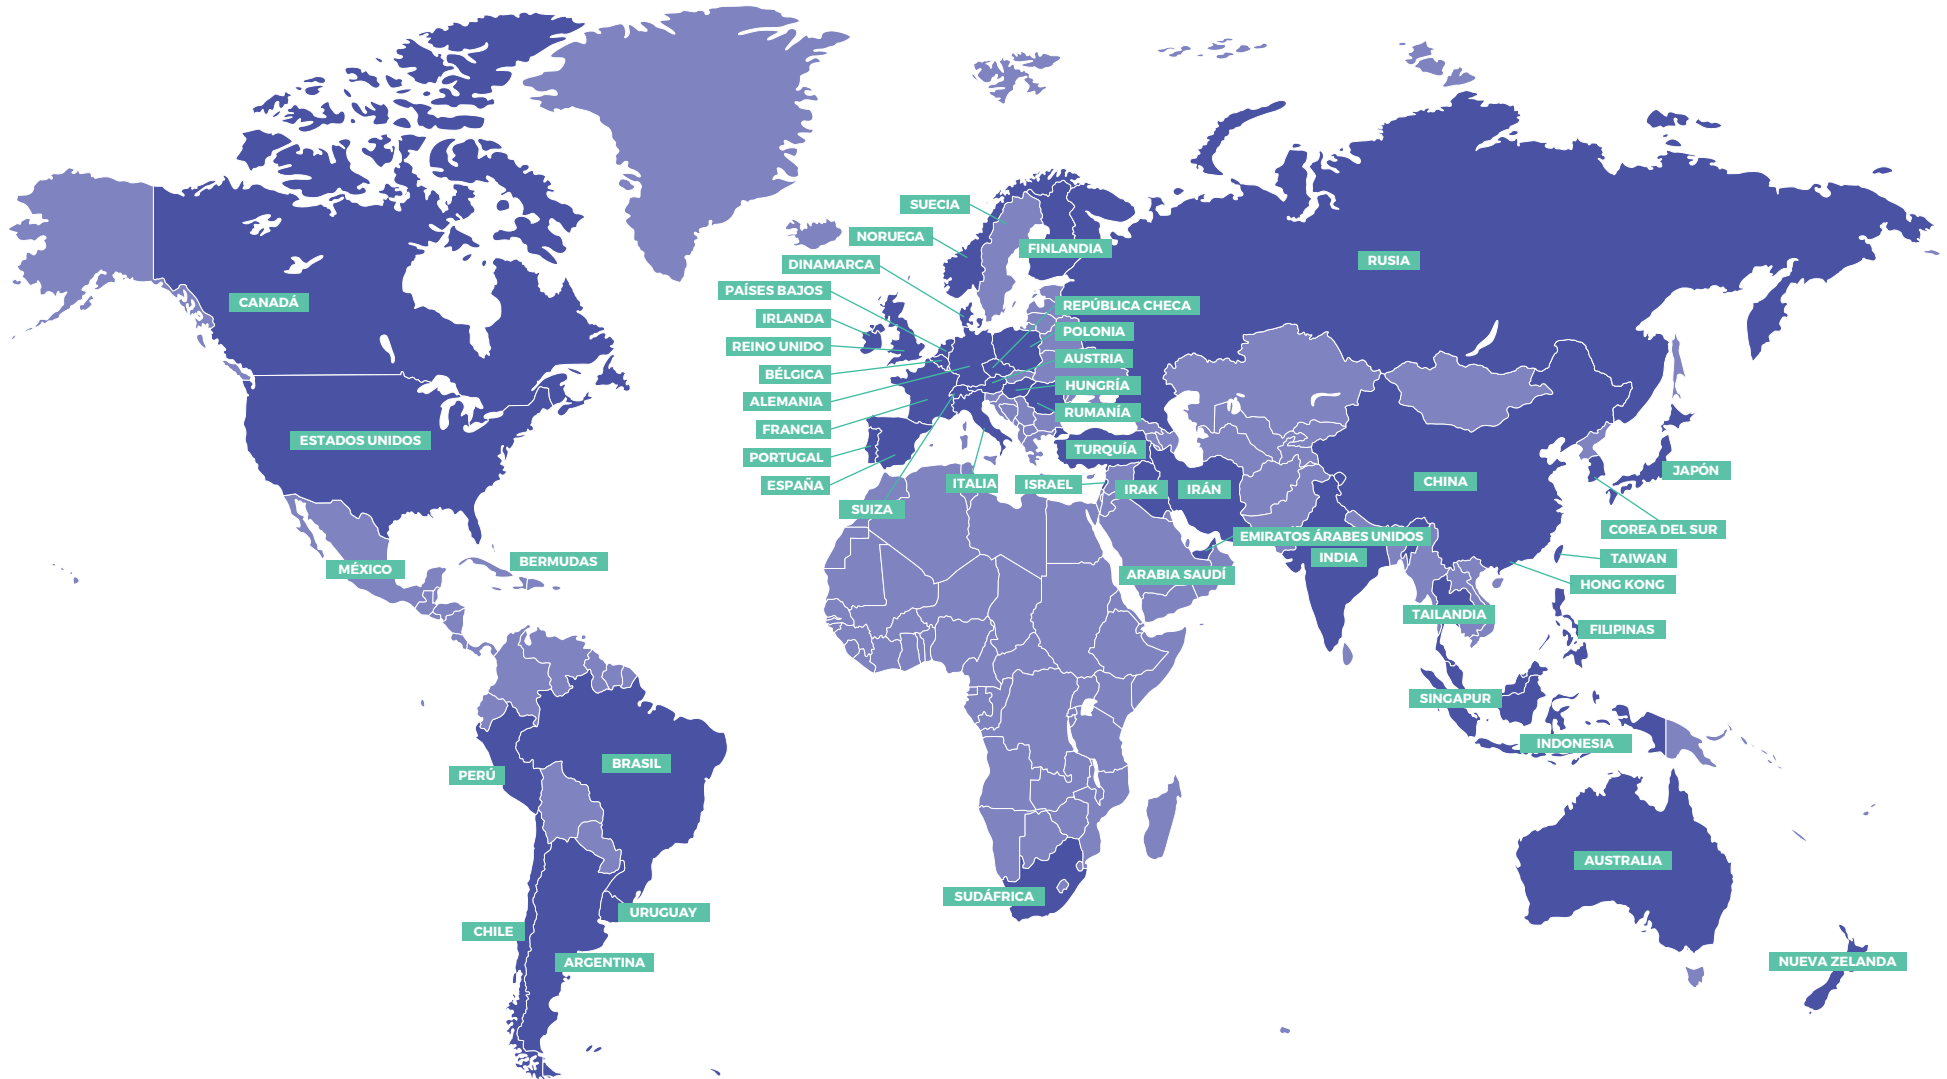 SUECIA
NORUEGA
FINLANDIA
DINAMARCA
RUSIA
PAÍSES BAJOS
CANADÁ
REPÚBLICA CHECA
IRLANDA
POLONIA
REINO UNIDO
AUSTRIA
BÉLGICA
HUNGRÍA
ALEMANIA
RUMANÍA
FRANCIA
ESTADOS UNIDOS
TURQUÍA
PORTUGAL
JAPÓN
ESPAÑA
ITALIA
ISRAEL
IRAK
IRÁN
CHINA
SUIZA
COREA DEL SUR
EMIRATOS ÁRABES UNIDOS
INDIA
TAIWAN
BERMUDAS
MÉXICO
ARABIA SAUDÍ
HONG KONG
TAILANDIA
FILIPINAS
SINGAPUR
INDONESIA
BRASIL
PERÚ
AUSTRALIA
SUDÁFRICA
URUGUAY
CHILE
ARGENTINA
NUEVA ZELANDA